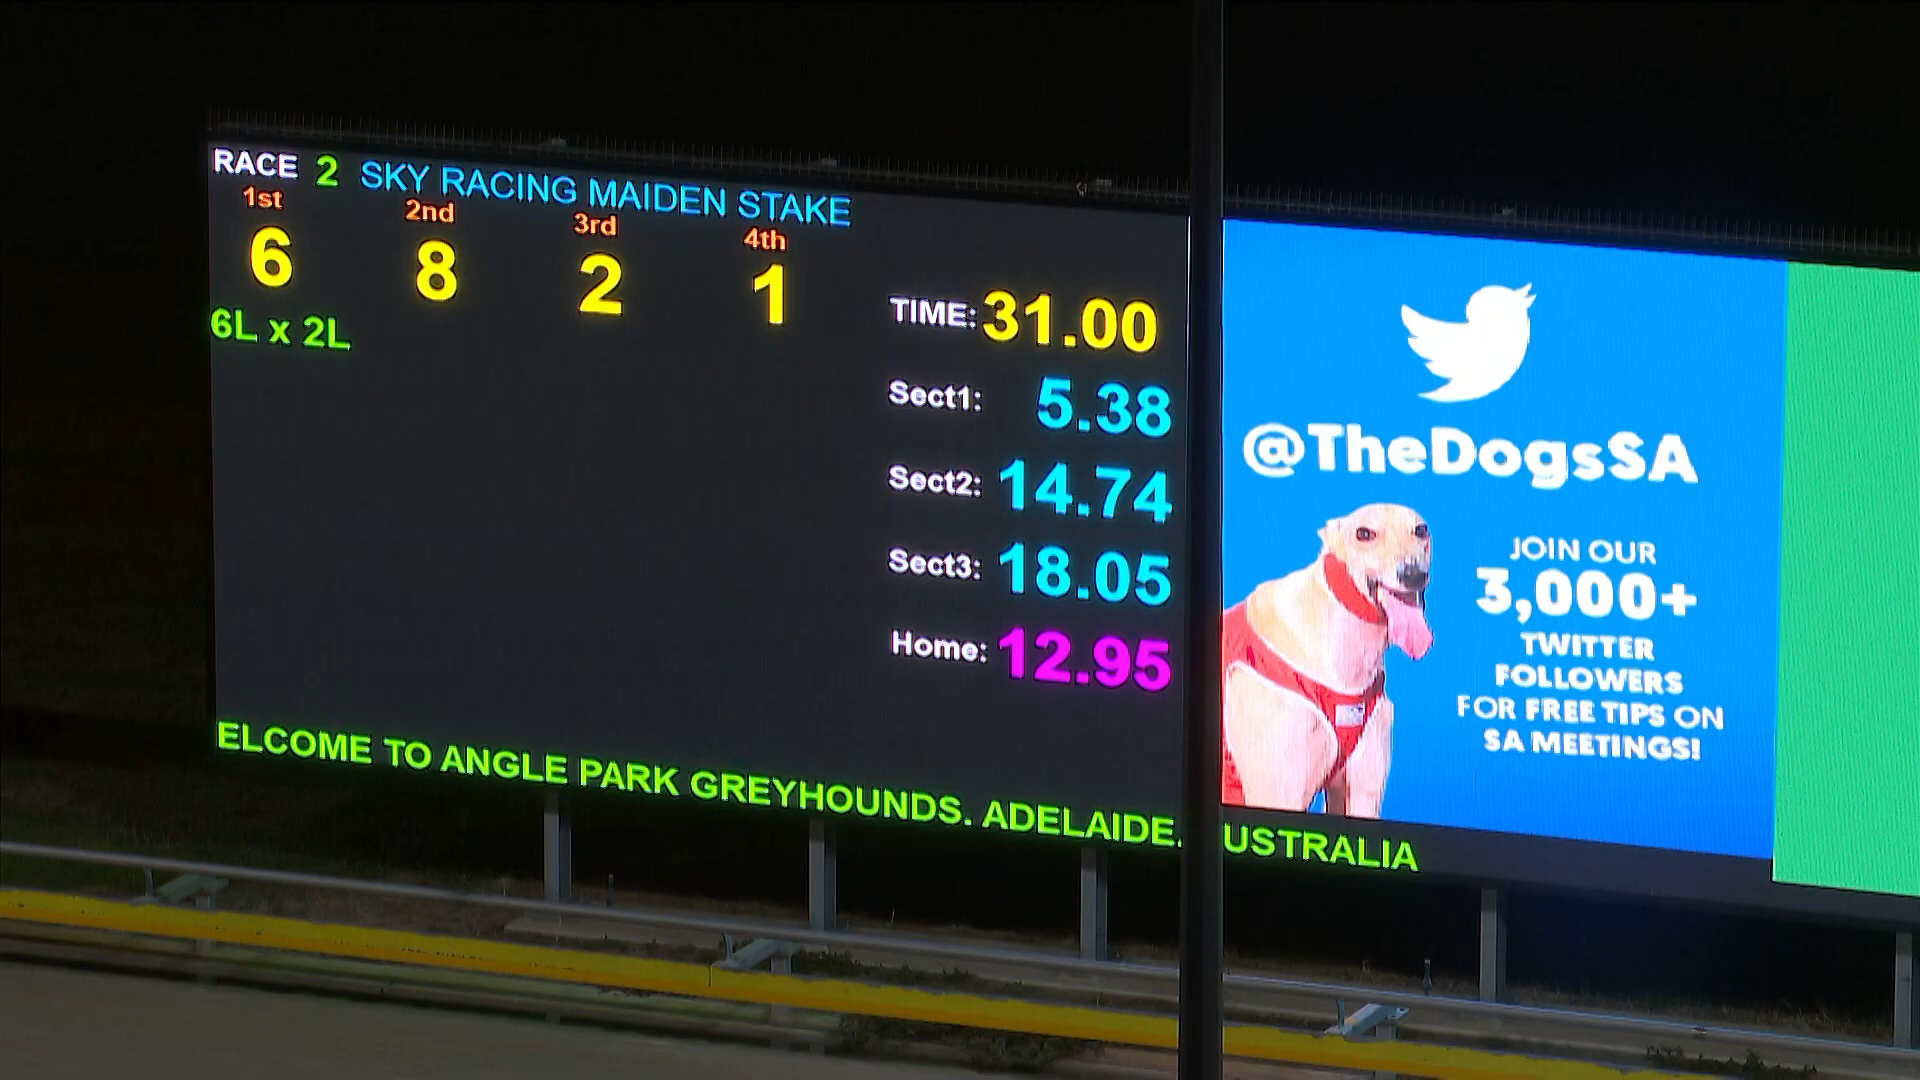 RACE 2 SKY RACING MAIDEN STAKE
1st 2nd 3rd 4th
6 8 2 1
6L x 2L
TIME: 31.00
Sect1: 5.38
Sect2: 14.74
Sect3: 18.05
Home: 12.95
ELCOME TO ANGLE PARK GREYHOUNDS. ADELAIDE. USTRALIA
@TheDogsSA
JOIN OUR
3,000+
TWITTER
FOLLOWERS
FOR FREE TIPS ON
SA MEETINGS!